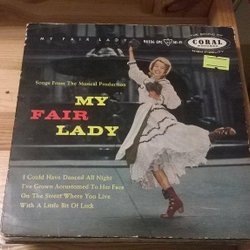 MY FAIR LADY
CORAL
Songs From The Musical Production
MY
FAIR
LADY
I Could Have Danced All Night
I've Grown Accustomed To Her Face
On The Street Where You Live
With A Little Bit Of Luck